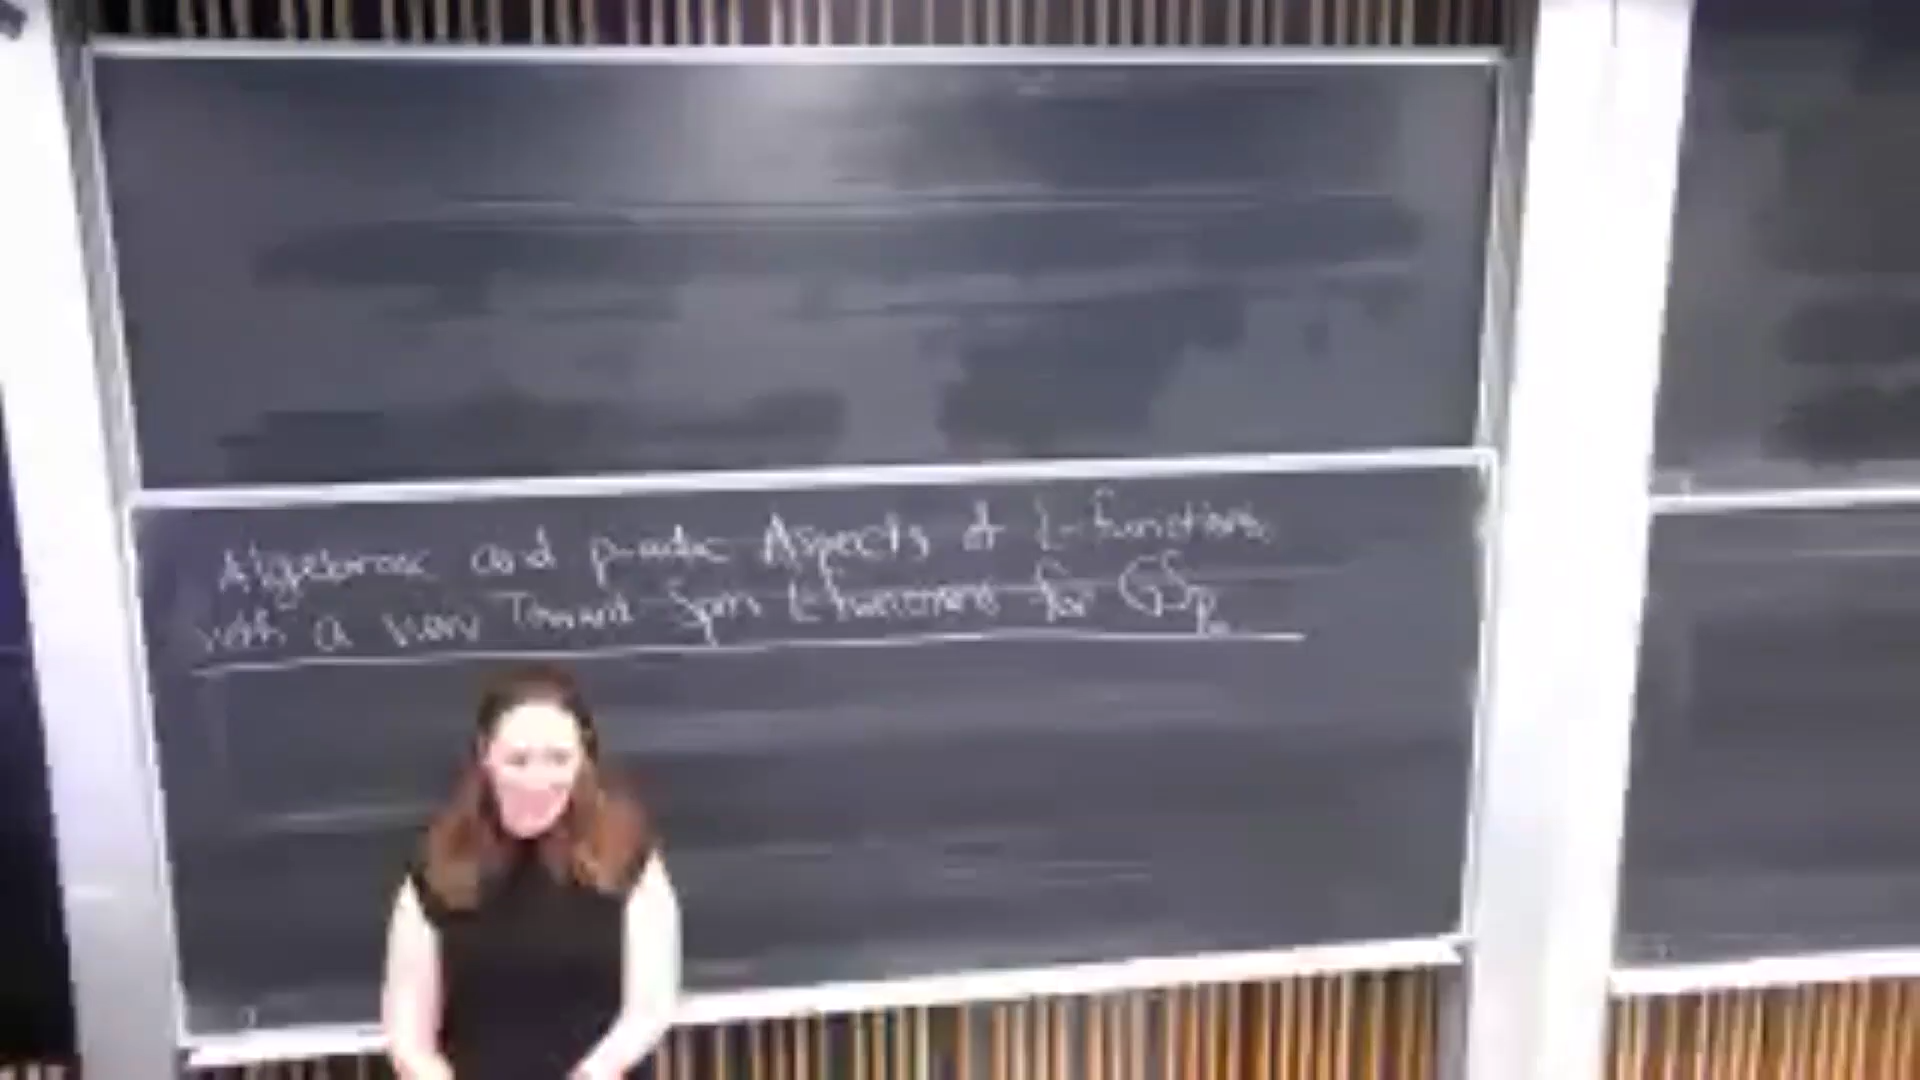 Algebraic and p-adic Aspects of L-functions,
with a view Toward Spin L-functions for GSp